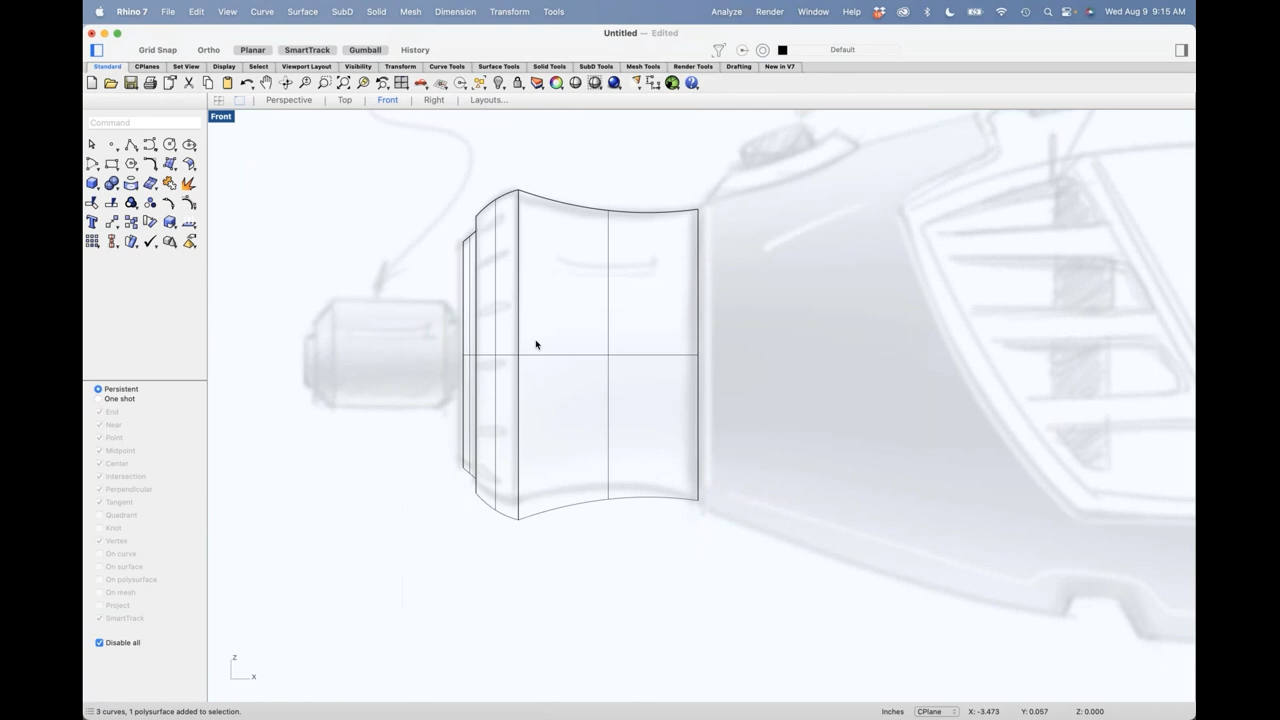 Rhino 7 File Edit View Curve Surface SubD Solid Mesh Dimension Transform Tools Analyze Render Window Help Wed Aug 9 9:15 AM
Untitled — Edited
Grid Snap Ortho Planar SmartTrack Gumball History Default
Standard CPlanes Set View Display Select Viewport Layout Visibility Transform Curve Tools Surface Tools Solid Tools SubD Tools Mesh Tools Render Tools Drafting New in V7
Perspective Top Front Right Layouts...
Front
Command
Persistent
One shot
End
Near
Point
Midpoint
Center
Intersection
Perpendicular
Tangent
Quadrant
Knot
Vertex
On curve
On surface
On polysurface
On mesh
Project
SmartTrack
Disable all
z
x
3 curves, 1 polysurface added to selection. Inches CPlane X: -3.473 Y: 0.057 Z: 0.000